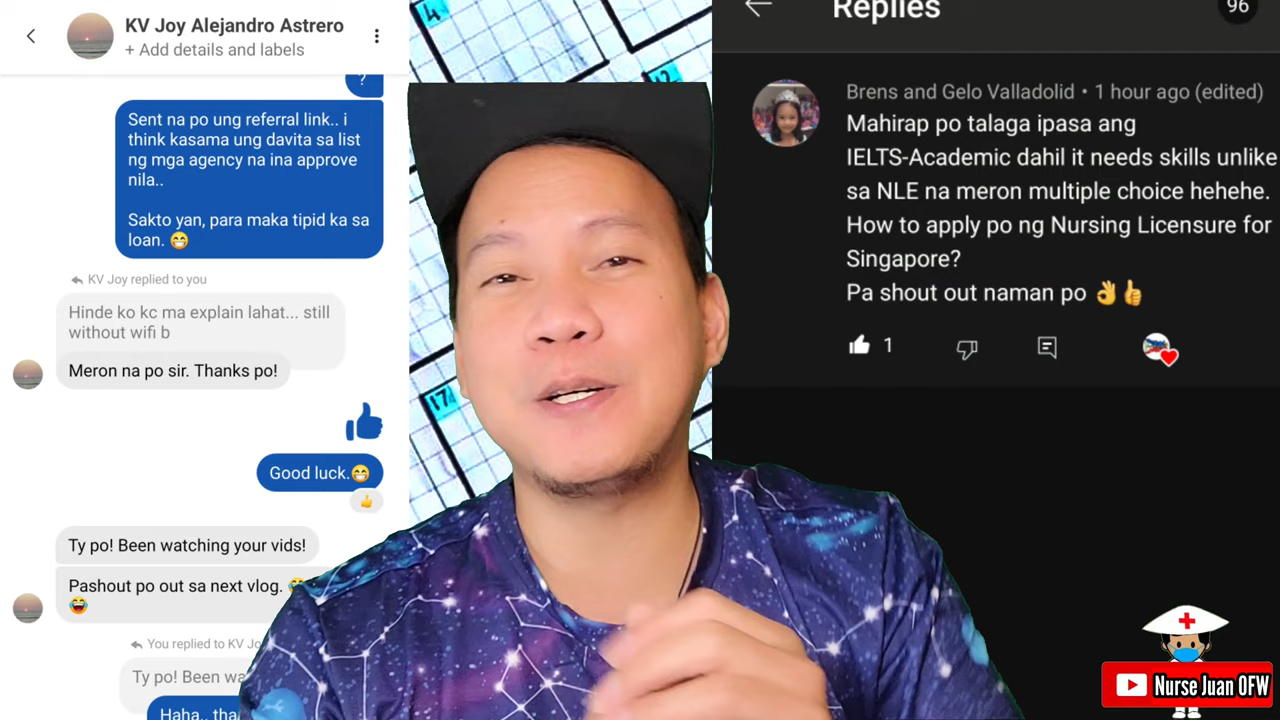 KV Joy Alejandro Astrero
+ Add details and labels
?
Sent na po ung referral link.. i
think kasama ung davita sa list
ng mga agency na ina approve
nila..
Sakto yan, para maka tipid ka sa
loan. 😁
KV Joy replied to you
Hinde ko kc ma explain lahat... still
without wifi b
Meron na po sir. Thanks po!
Good luck.😁
Ty po! Been watching your vids!
Pashout po out sa next vlog.
You replied to KV Jo
Ty po! Been wa
Haha.. tha
4
12
17
Replies
96
Brens and Gelo Valladolid • 1 hour ago (edited)
Mahirap po talaga ipasa ang
IELTS-Academic dahil it needs skills unlike
sa NLE na meron multiple choice hehehe.
How to apply po ng Nursing Licensure for
Singapore?
Pa shout out naman po 👌👍
1
Nurse Juan OFW